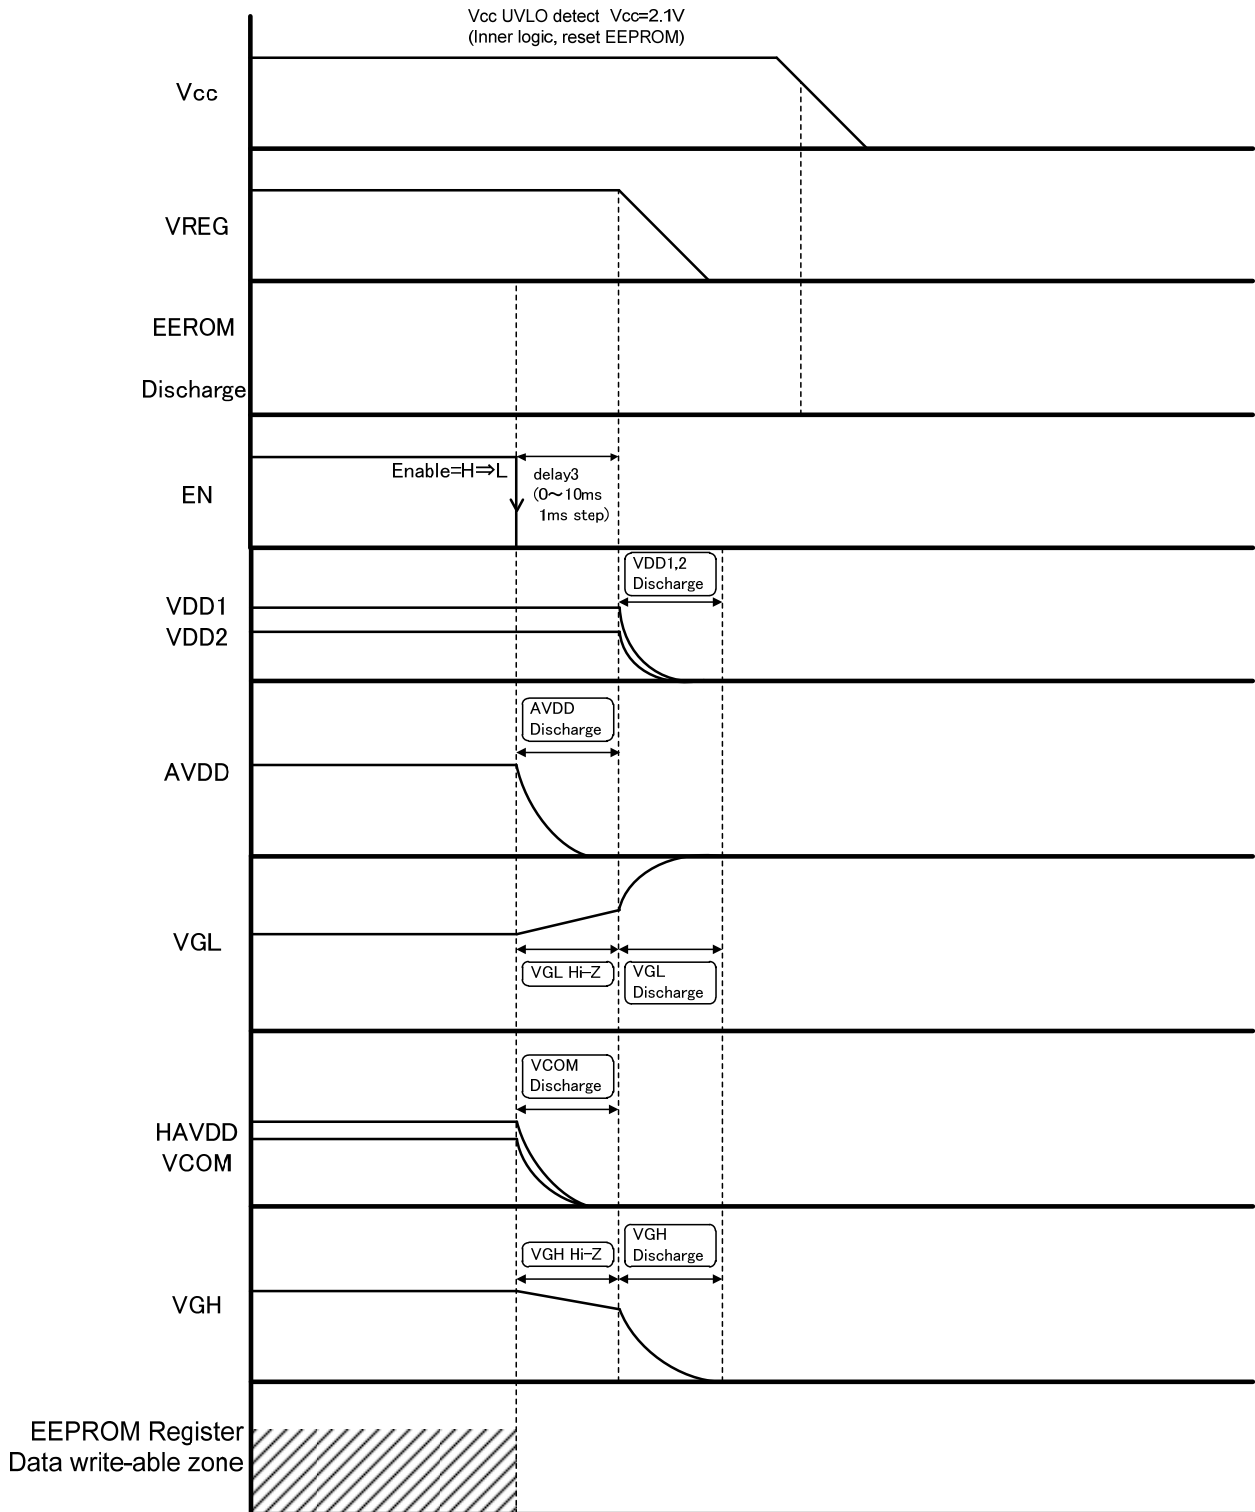 Vcc UVLO detect Vcc=2.1V
(Inner logic, reset EEPROM)
Vcc
VREG
EEROM
Discharge
Enable=H⇒L
delay3
(0～10ms
1ms step)
EN
VDD1,2
Discharge
VDD1
VDD2
AVDD
Discharge
AVDD
VGL
VGL Hi-Z
VGL
Discharge
VCOM
Discharge
HAVDD
VCOM
VGH Hi-Z
VGH
Discharge
VGH
EEPROM Register
Data write-able zone